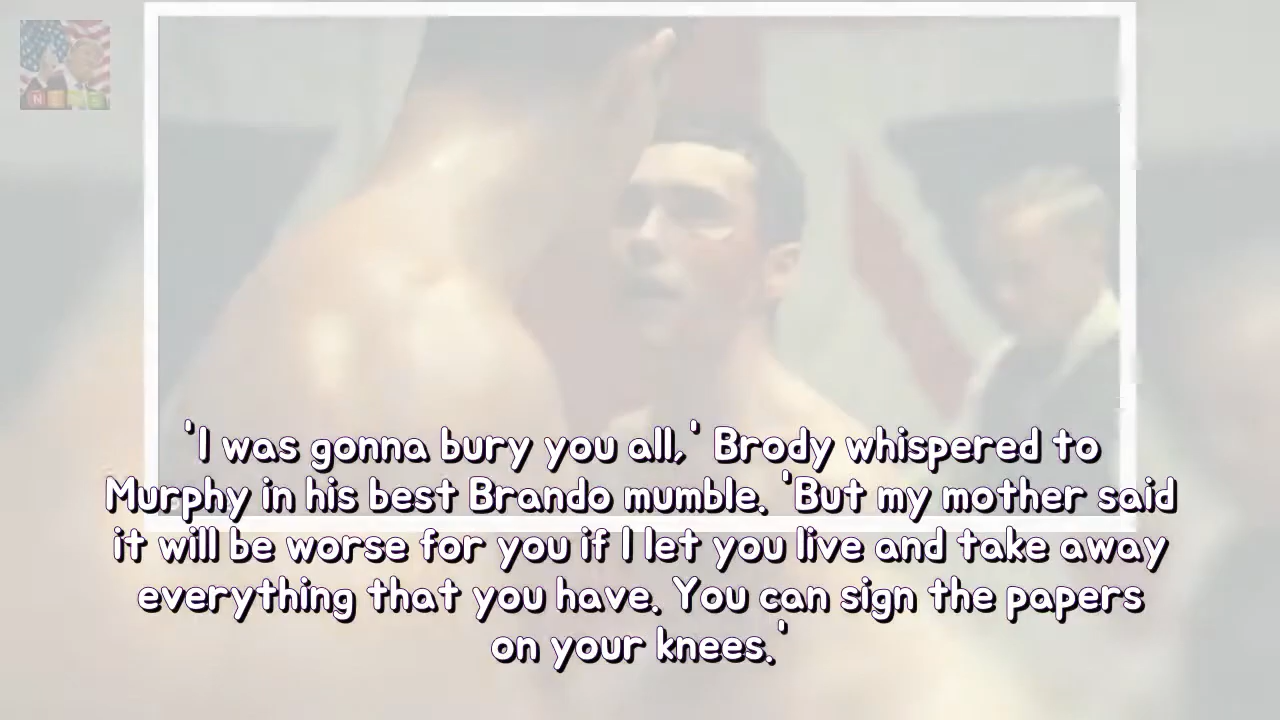 'I was gonna bury you all,' Brody whispered to
Murphy in his best Brando mumble. 'But my mother said
it will be worse for you if I let you live and take away
everything that you have. You can sign the papers
on your knees.'